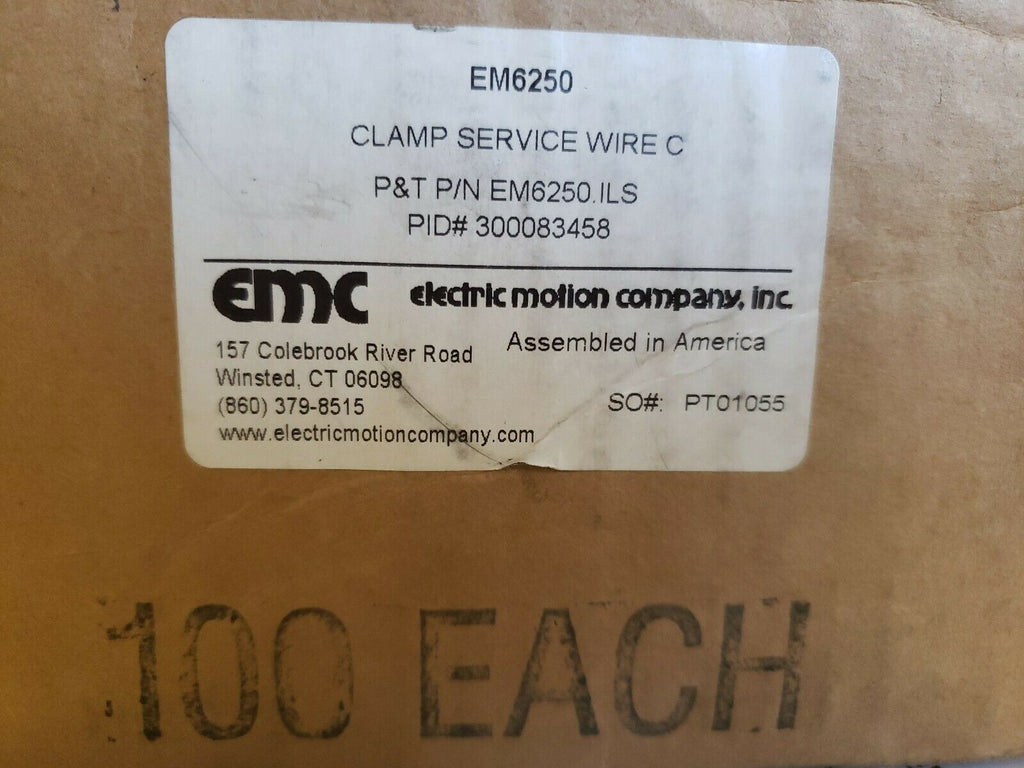 EM6250
CLAMP SERVICE WIRE C
P&T P/N EM6250.ILS
PID# 300083458
EMC electric motion company, inc.
157 Colebrook River Road Assembled in America
Winsted, CT 06098
(860) 379-8515 SO#: PT01055
www.electricmotioncompany.com
100 EACH